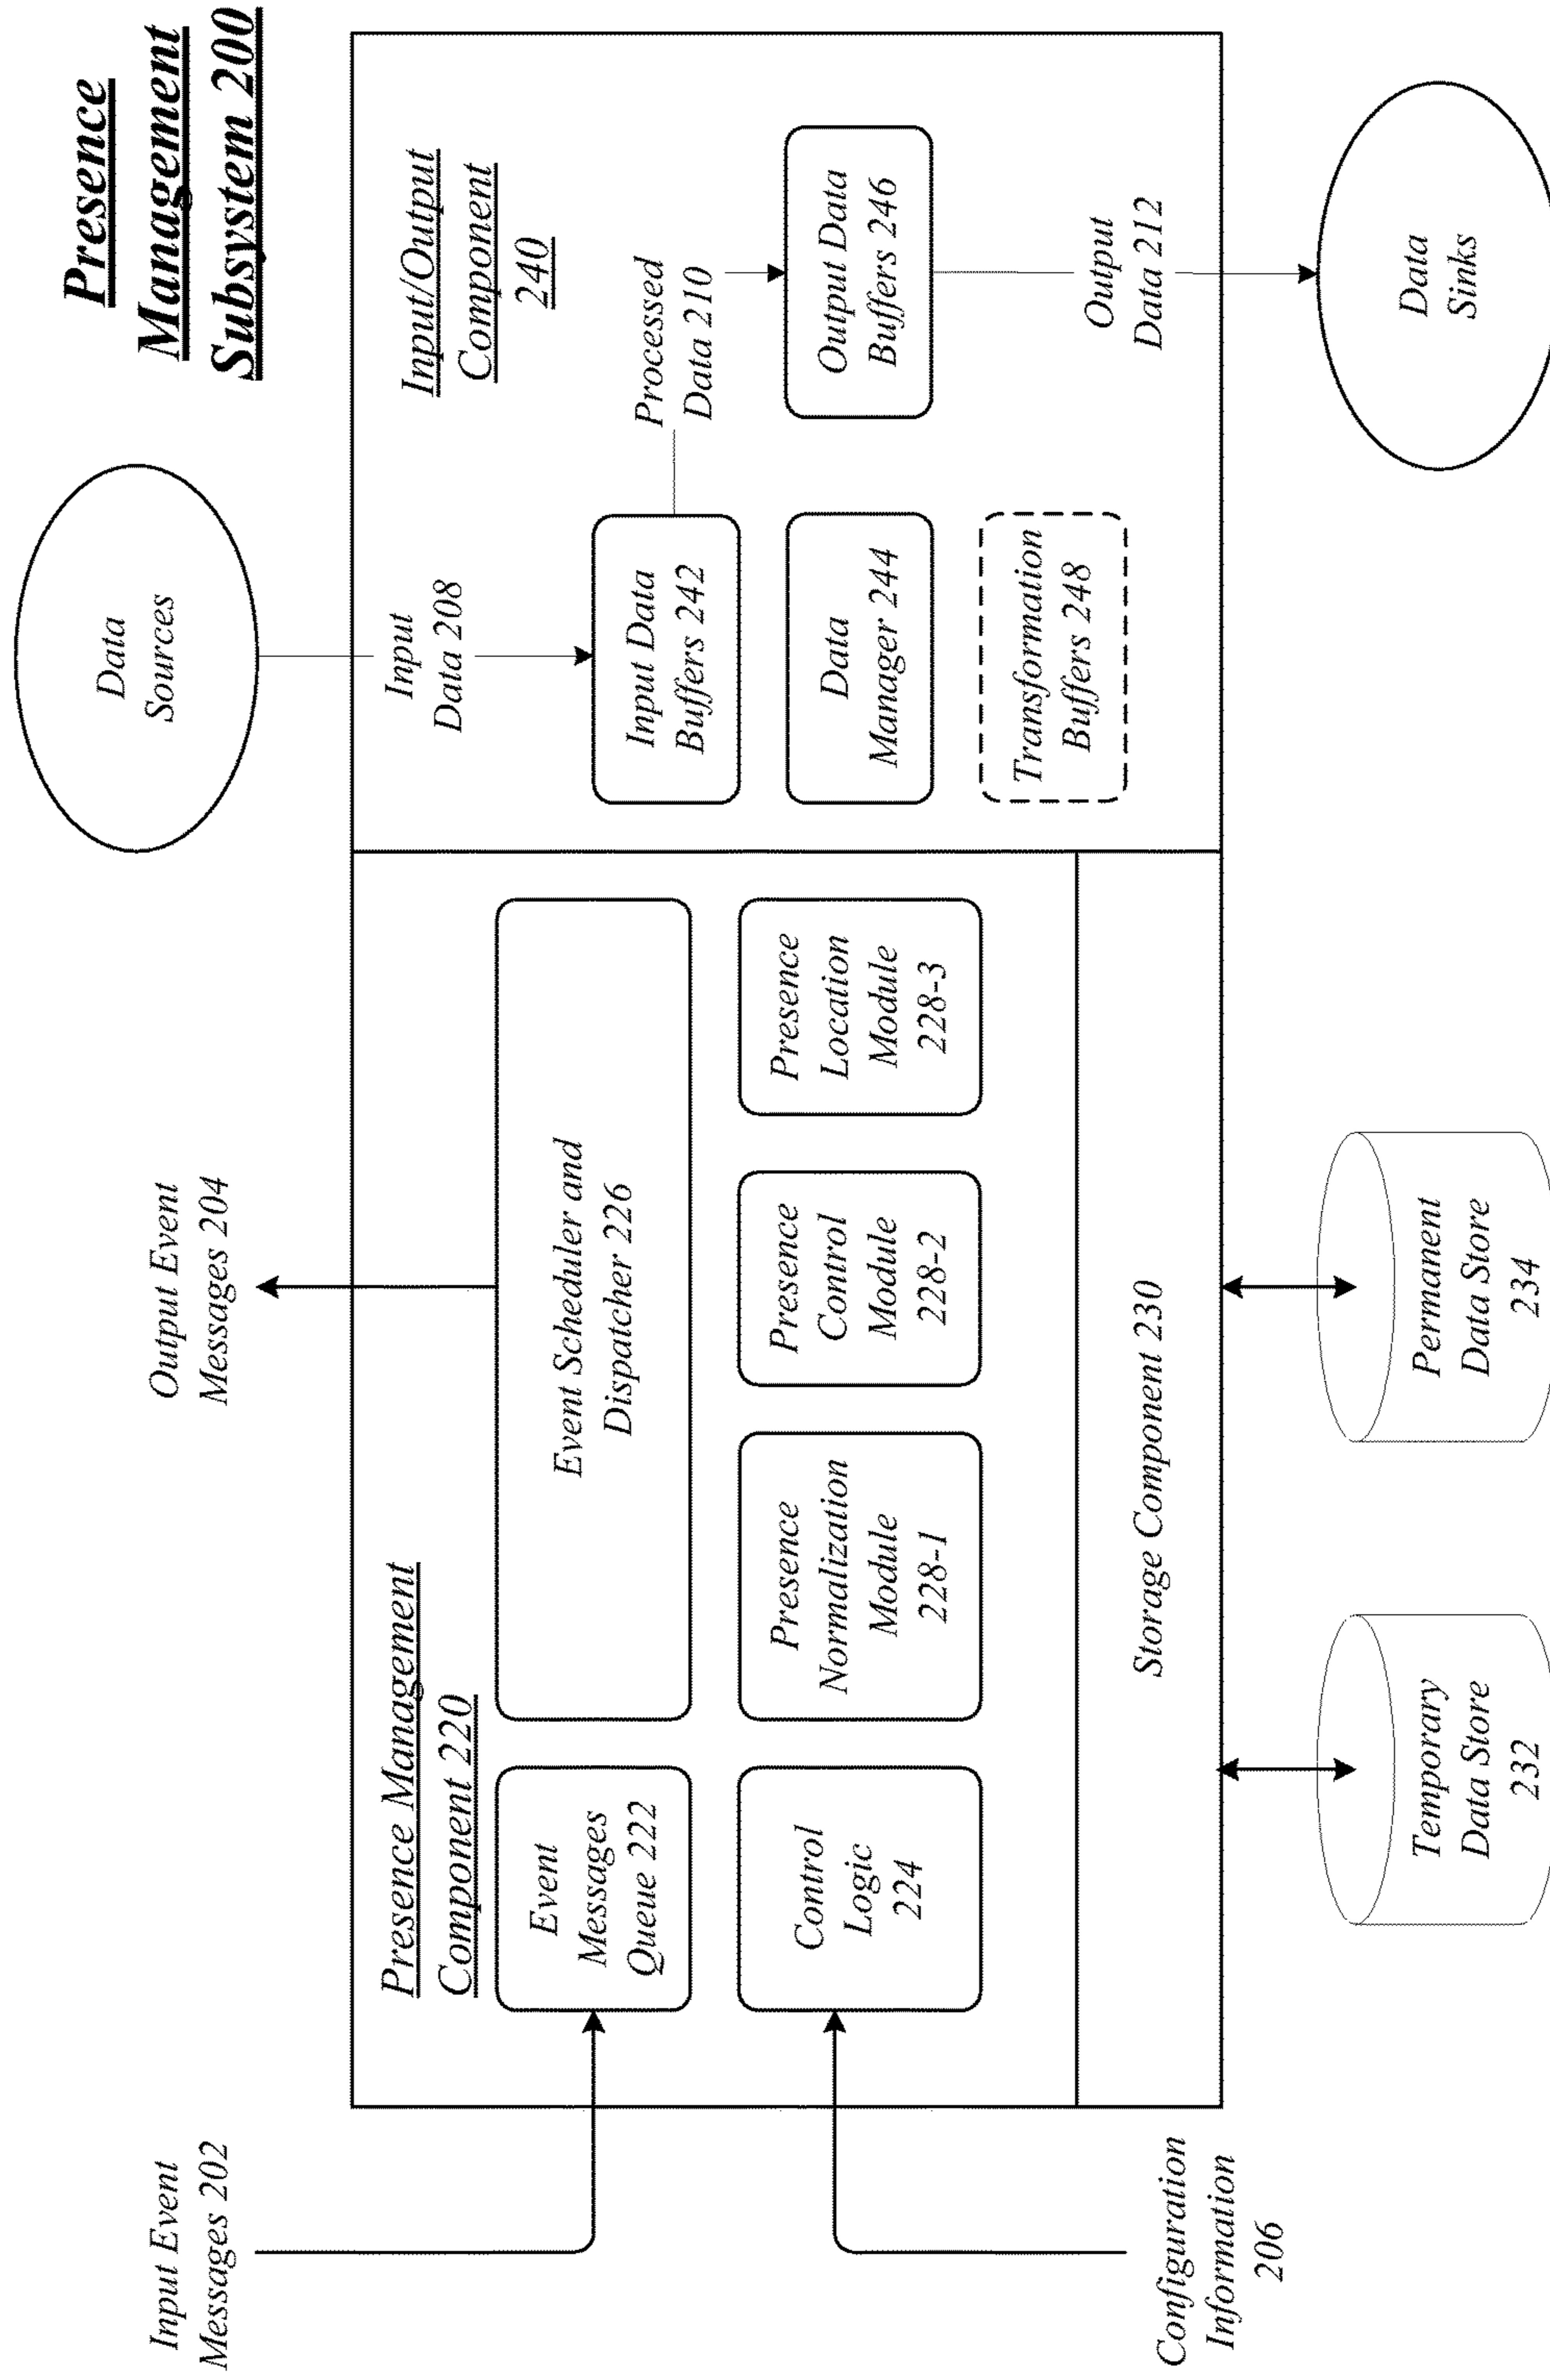 Presence
Management
Subsystem 200
Input Event
Messages 202
Output Event
Messages 204
Data
Sources
Presence Management
Component 220
Event
Messages
Queue 222
Event Scheduler and
Dispatcher 226
Control
Logic
224
Presence
Normalization
Module
228-1
Presence
Control
Module
228-2
Presence
Location
Module
228-3
Storage Component 230
Input/Output
Component
240
Input
Data 208
Input Data
Buffers 242
Processed
Data 210
Data
Manager 244
Output Data
Buffers 246
Transformation
Buffers 248
Output
Data 212
Configuration
Information
206
Temporary
Data Store
232
Permanent
Data Store
234
Data
Sinks